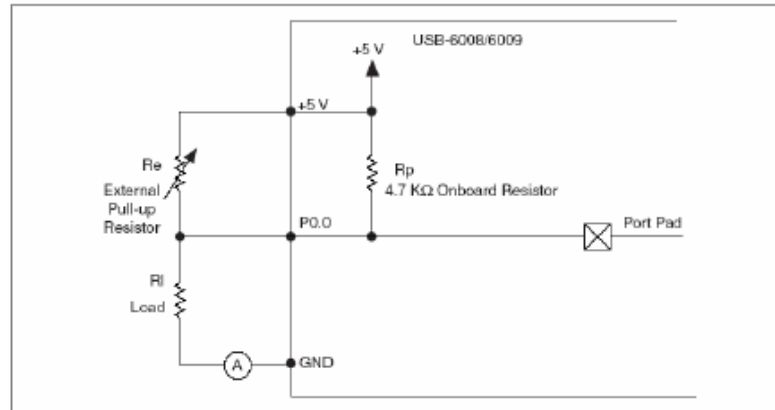 USB-6008/6009
+5 V
+5 V
Re
External
Pull-up
Resistor
Rp
4.7 KΩ Onboard Resistor
P0.0
Port Pad
Rl
Load
A
GND